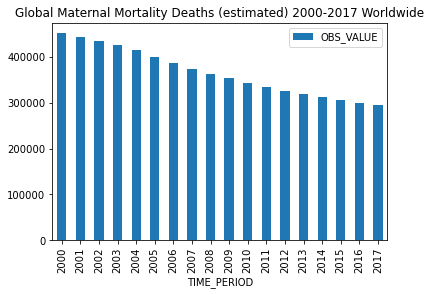 Global Maternal Mortality Deaths (estimated) 2000-2017 Worldwide
OBS_VALUE
400000
300000
200000
100000
0
2000 2001 2002 2003 2004 2005 2006 2007 2008 2009 2010 2011 2012 2013 2014 2015 2016 2017
TIME_PERIOD